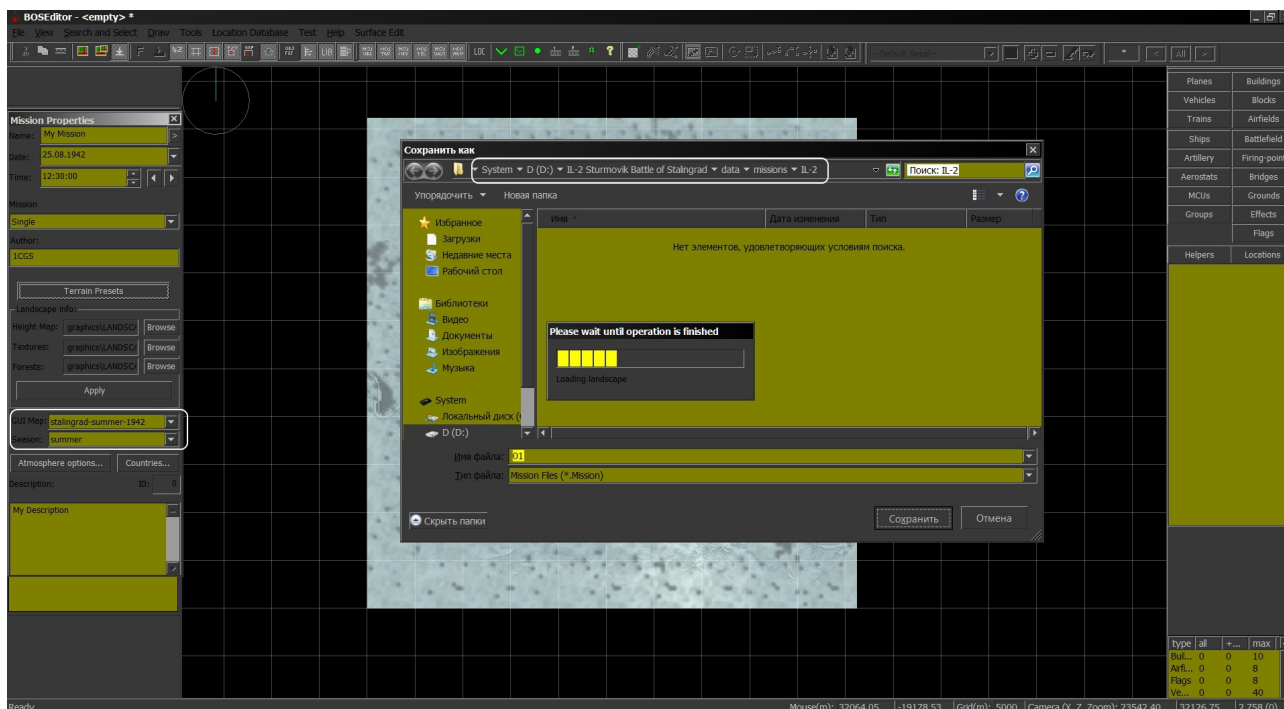 BOSEditor - <empty> *
File View Search and Select Draw Tools Location Database Test Help Surface Edit
LOC --Default Decal-- * < All >
Planes Buildings
Vehicles Blocks
Trains Airfields
Ships Battlefield
Artillery Firing-point
Aerostats Bridges
MCUs Grounds
Groups Effects
Flags
Helpers Locations
Mission Properties
Name: My Mission >
Date: 25.08.1942
Time: 12:30:00
Mission
Single
Author:
1CGS
Terrain Presets
Landscape info:
Height Map: graphics\LANDSC/ Browse
Textures: graphics\LANDSC/ Browse
Forests: graphics\LANDSC/ Browse
Apply
GUI Map: stalingrad-summer-1942
Season: summer
Atmosphere options... Countries...
Description: ID: 0
My Description
Сохранить как
System D (D:) IL-2 Sturmovik Battle of Stalingrad data missions IL-2
Поиск: IL-2
Упорядочить Новая папка
Избранное
Загрузки
Недавние места
Рабочий стол
Библиотеки
Видео
Документы
Изображения
Музыка
System
Локальный диск (
D (D:)
Имя Дата изменения Тип Размер
Нет элементов, удовлетворяющих условиям поиска.
Please wait until operation is finished
Loading landscape
Имя файла: 01
Тип файла: Mission Files (*.Mission)
Скрыть папки Сохранить Отмена
type all +... max
Buil... 0 0 10
Airfi... 0 0 8
Flags 0 0 8
Ve... 0 0 40
Ready Mouse(m): 32064.05 -19178.53 Grid(m): 5000 Camera (X, Z, Zoom): 23542.40 32126.75 2.758 (0)